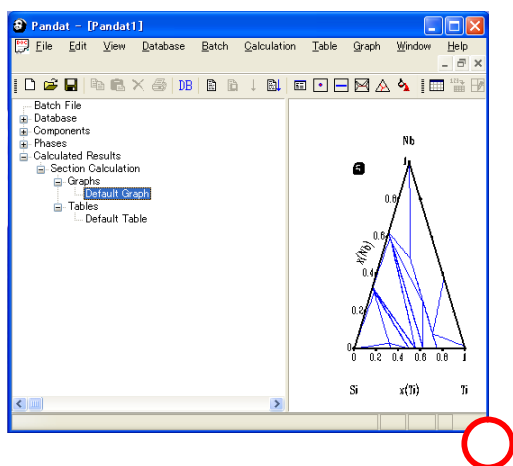 Pandat - [Pandat1]
File Edit View Database Batch Calculation Table Graph Window Help
DB
Batch File
Database
Components
Phases
Calculated Results
Section Calculation
Graphs
Default Graph
Tables
Default Table
Nb
1
0.8
0.6
x(Nb)
0.4
0.2
0
0 0.2 0.4 0.6 0.8 1
Si x(Ti) Ti